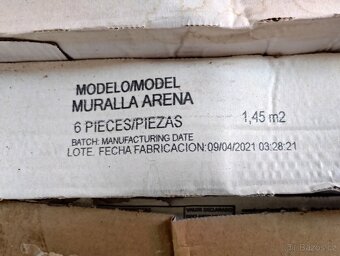 MODELO/MODEL
MURALLA ARENA
6 PIECES/PIEZAS 1,45 m2
BATCH: MANUFACTURING DATE
LOTE. FECHA FABRICACION:09/04/2021 03:28:21